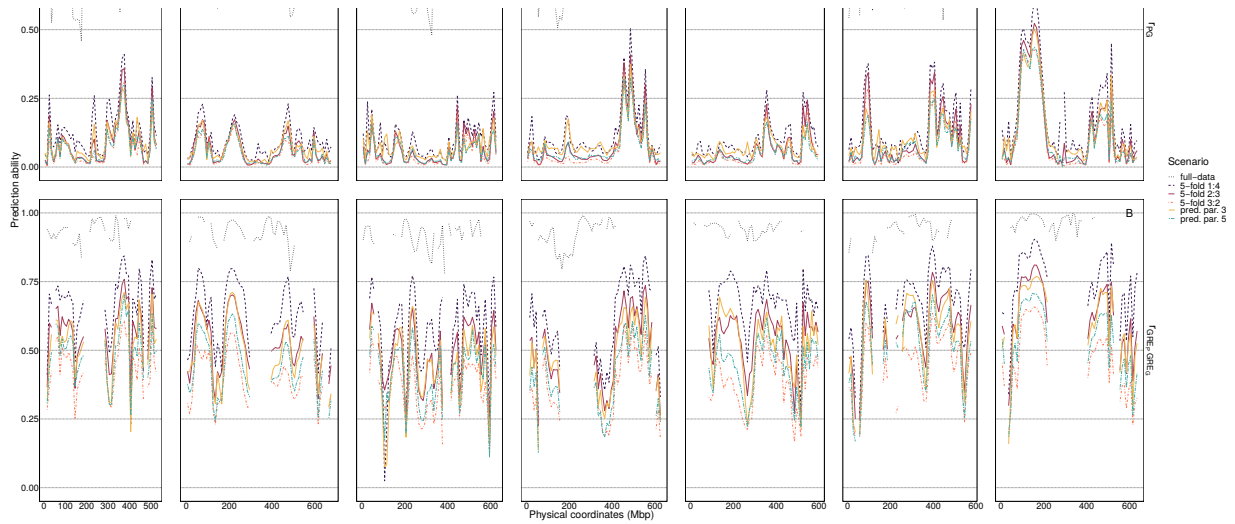 0.50
0.25
0.00
r_PG
Prediction ability
1.00
0.75
0.50
0.25
0.00
B
r_GRE_P GRE_G
Scenario
full-data
5-fold 1:4
5-fold 2:3
5-fold 3:2
pred. par. 3
pred. par. 5
0 100 200 300 400 500
0 200 400 600
0 200 400 600
0 200 400 600
0 200 400 600
0 200 400 600
0 200 400 600
Physical coordinates (Mbp)